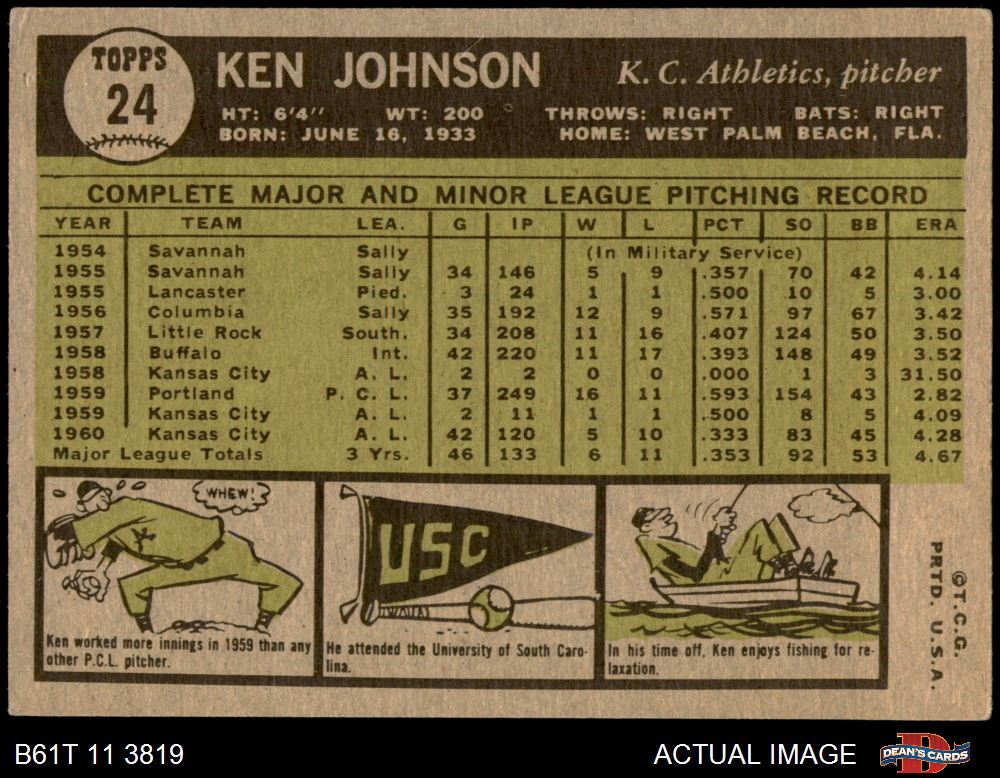 TOPPS
24
KEN JOHNSON K. C. Athletics, pitcher
HT: 6'4" WT: 200 THROWS: RIGHT BATS: RIGHT
BORN: JUNE 16, 1933 HOME: WEST PALM BEACH, FLA.
COMPLETE MAJOR AND MINOR LEAGUE PITCHING RECORD
YEAR TEAM LEA. G IP W L PCT SO BB ERA
1954 Savannah Sally (In Military Service)
1955 Savannah Sally 34 146 5 9 .357 70 42 4.14
1955 Lancaster Pied. 3 24 1 1 .500 10 5 3.00
1956 Columbia Sally 35 192 12 9 .571 97 67 3.42
1957 Little Rock South. 34 208 11 16 .407 124 50 3.50
1958 Buffalo Int. 42 220 11 17 .393 148 49 3.52
1958 Kansas City A. L. 2 2 0 0 .000 1 3 31.50
1959 Portland P. C. L. 37 249 16 11 .593 154 43 2.82
1959 Kansas City A. L. 2 11 1 1 .500 8 5 4.09
1960 Kansas City A. L. 42 120 5 10 .333 83 45 4.28
Major League Totals 3 Yrs. 46 133 6 11 .353 92 53 4.67
WHEW!
K
Ken worked more innings in 1959 than any
other P.C.L. pitcher.
USC
He attended the University of South Caro-
lina.
In his time off, Ken enjoys fishing for re-
laxation.
© T.C.G.
PRTD. U.S.A.
B61T 11 3819 ACTUAL IMAGE
D
DEAN'S CARDS